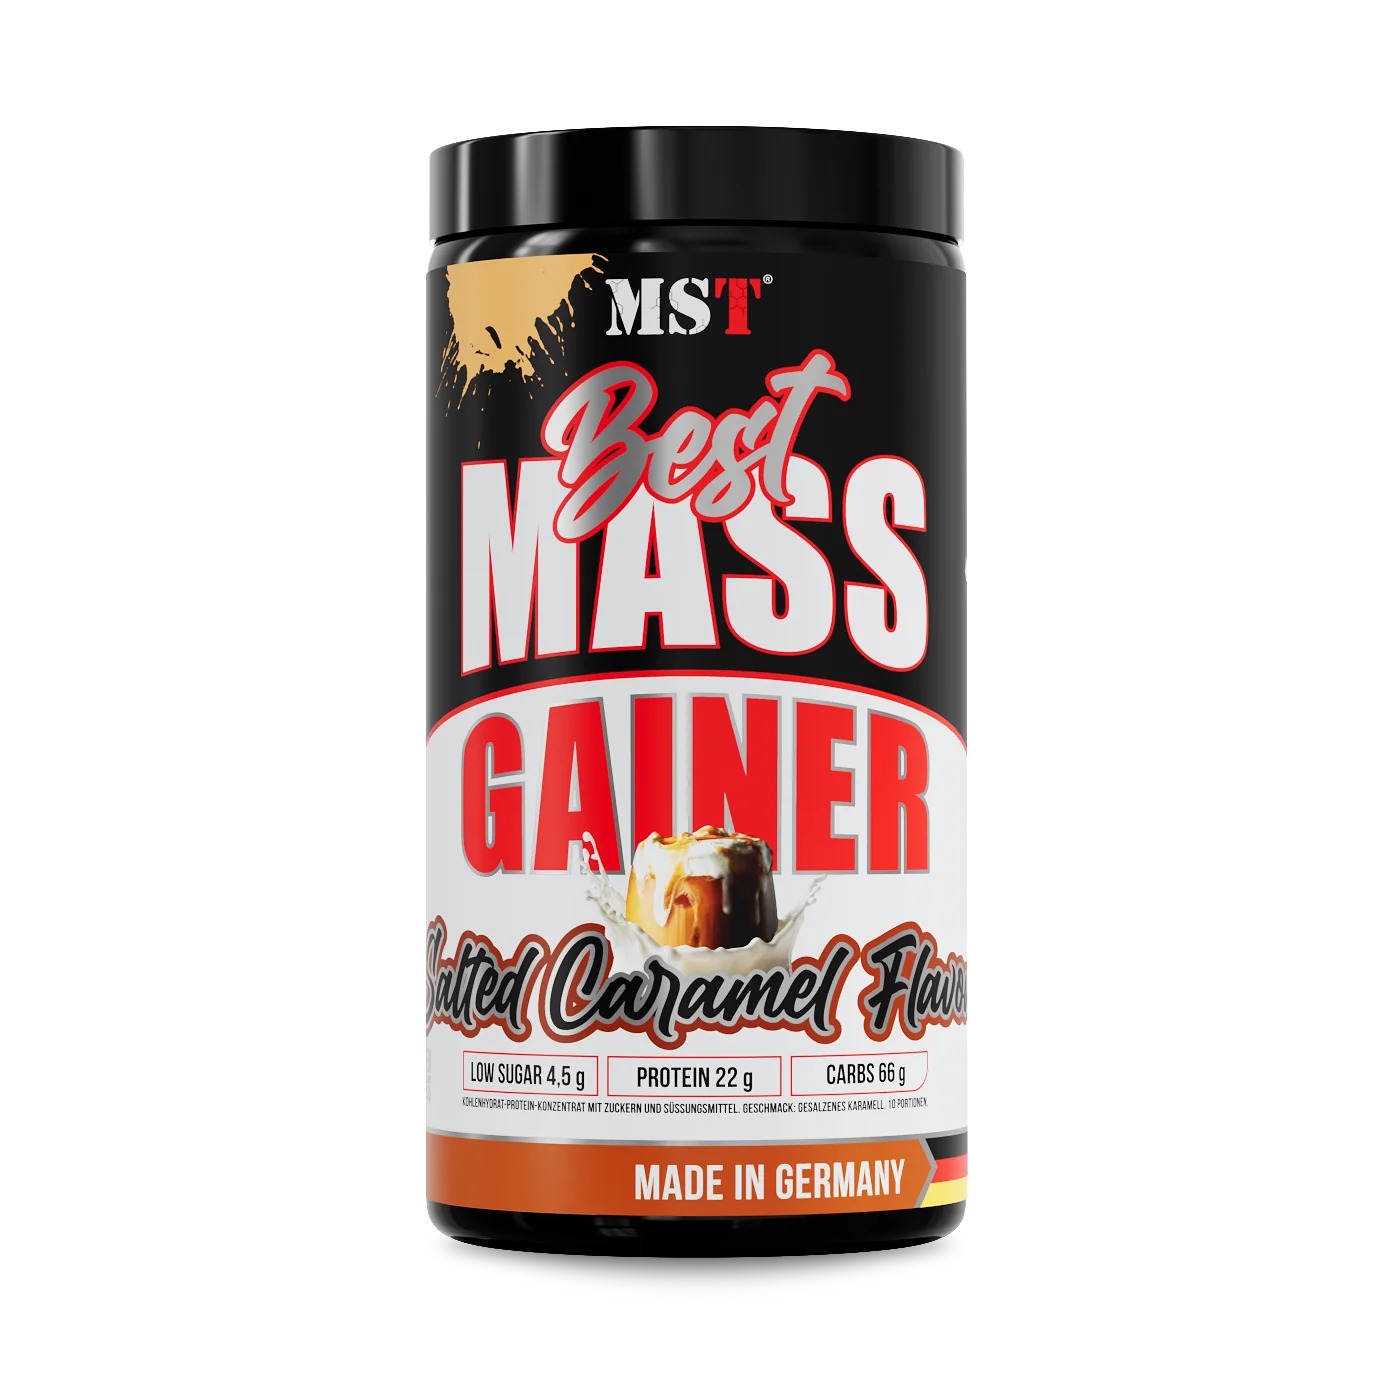 MST®
Best
MASS
GAINER
Salted Caramel Flavo
LOW SUGAR 4,5 g
PROTEIN 22 g
CARBS 66 g
KOHLENHYDRAT-PROTEIN-KONZENTRAT MIT ZUCKERN UND SÜSSUNGSMITTEL. GESCHMACK: GESALZENES KARAMELL. 10 PORTIONEN.
MADE IN GERMANY